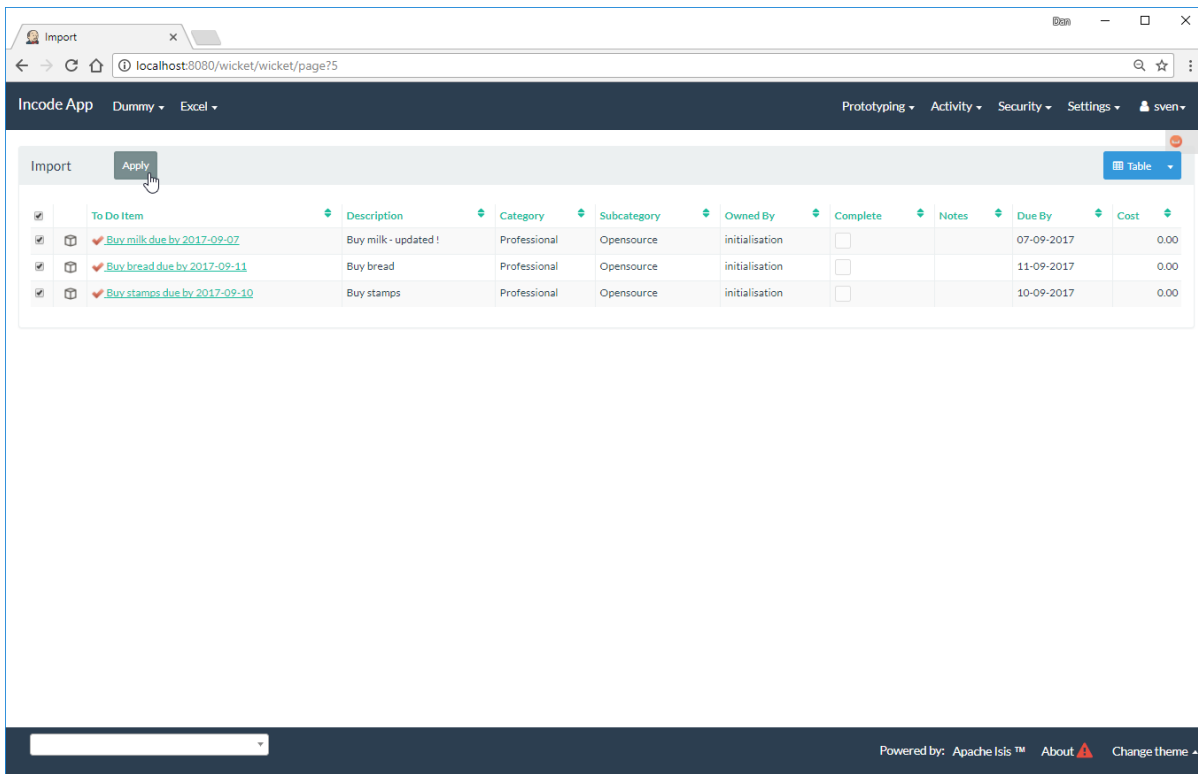 Dan
Import
localhost:8080/wicket/wicket/page?5
Incode App Dummy Excel Prototyping Activity Security Settings sven
Import Apply Table
To Do Item Description Category Subcategory Owned By Complete Notes Due By Cost
Buy milk due by 2017-09-07 Buy milk - updated ! Professional Opensource initialisation 07-09-2017 0.00
Buy bread due by 2017-09-11 Buy bread Professional Opensource initialisation 11-09-2017 0.00
Buy stamps due by 2017-09-10 Buy stamps Professional Opensource initialisation 10-09-2017 0.00
Powered by: Apache Isis ™ About Change theme